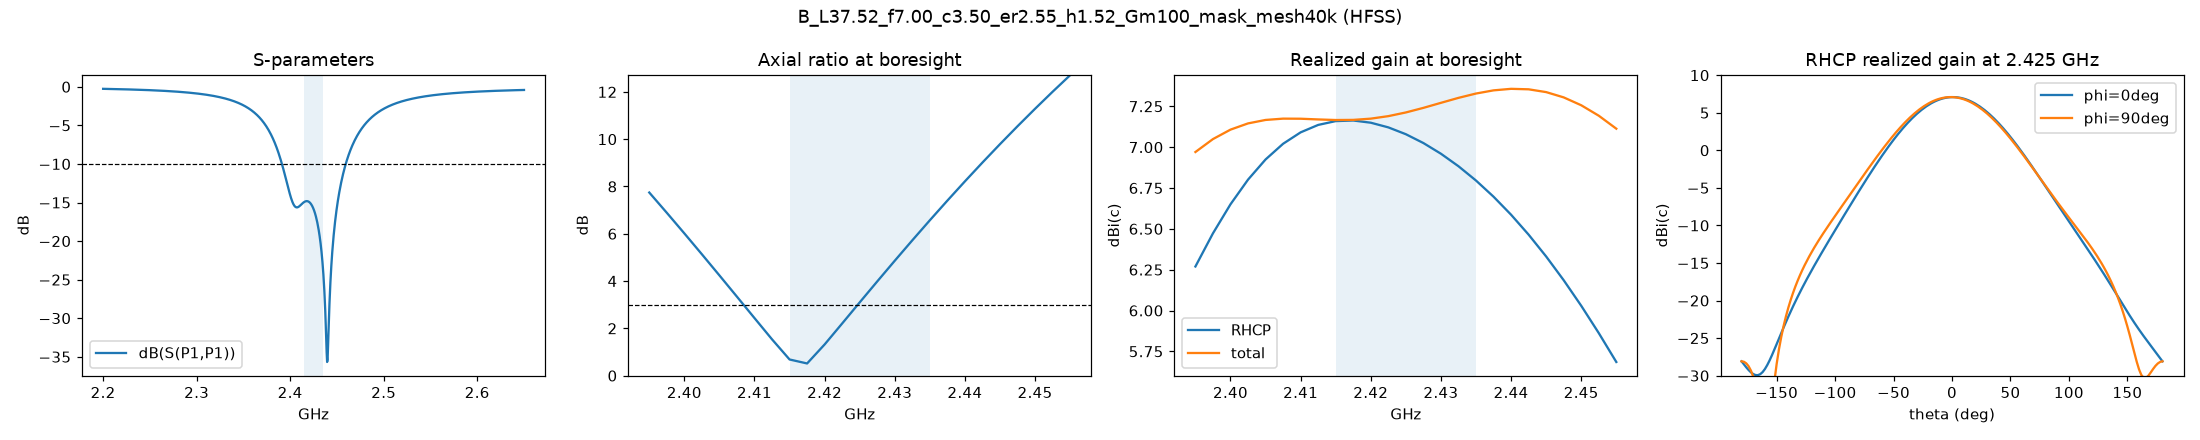 B_L37.52_f7.00_c3.50_er2.55_h1.52_Gm100_mask_mesh40k (HFSS)
S-parameters
0
−5
−10
−15
−20
−25
−30
−35
dB
dB(S(P1,P1))
2.2 2.3 2.4 2.5 2.6
GHz
Axial ratio at boresight
12
10
8
6
4
2
0
dB
2.40 2.41 2.42 2.43 2.44 2.45
GHz
Realized gain at boresight
7.25
7.00
6.75
6.50
6.25
6.00
5.75
dBi(c)
RHCP
total
2.40 2.41 2.42 2.43 2.44 2.45
GHz
RHCP realized gain at 2.425 GHz
10
5
0
−5
−10
−15
−20
−25
−30
dBi(c)
phi=0deg
phi=90deg
−150 −100 −50 0 50 100 150
theta (deg)